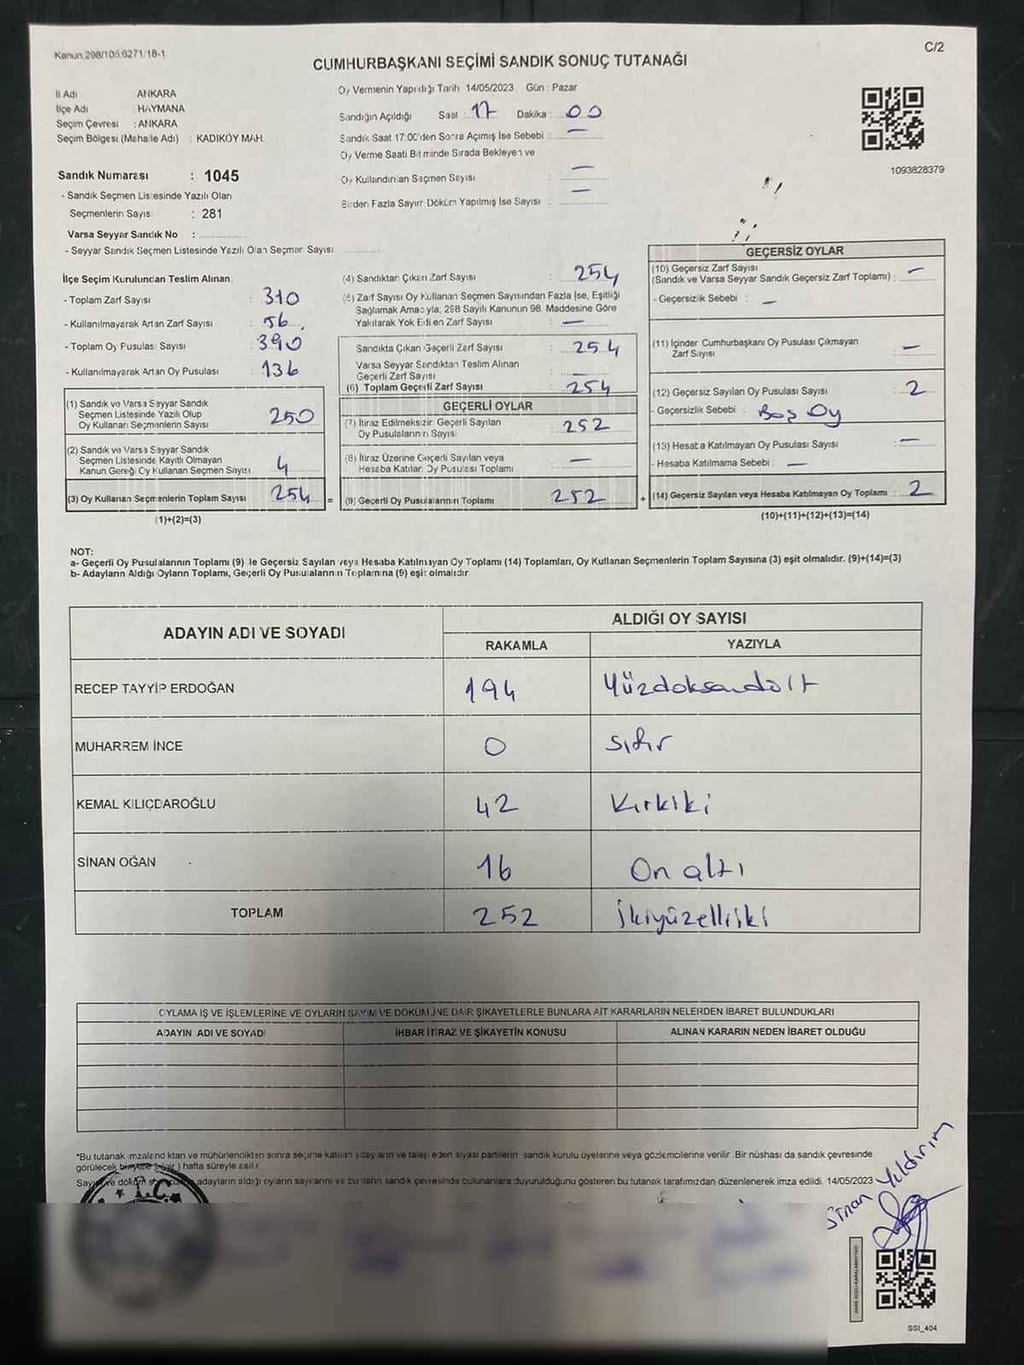 Kanun 298/105,6271/18-1
C/2
CUMHURBAŞKANI SEÇİMİ SANDIK SONUÇ TUTANAĞI
İl Adı : ANKARA
İlçe Adı : HAYMANA
Seçim Çevresi : ANKARA
Seçim Bölgesi (Mahalle Adı) : KADIKÖY MAH.
Sandık Numarası : 1045
- Sandık Seçmen Listesinde Yazılı Olan
Seçmenlerin Sayısı : 281
Varsa Seyyar Sandık No :
- Seyyar Sandık Seçmen Listesinde Yazılı Olan Seçmen Sayısı
Oy Vermenin Yapıldığı Tarih 14/05/2023 Gün : Pazar
Sandığın Açıldığı Saat : 17 Dakika : 00
Sandık Saat 17:00'den Sonra Açılmış İse Sebebi : —
Oy Verme Saati Bitiminde Sırada Bekleyen ve
Oy Kullandırılan Seçmen Sayısı —
Birden Fazla Sayım Döküm Yapılmış İse Sayısı : —
1093828379
İlçe Seçim Kurulundan Teslim Alınan:
- Toplam Zarf Sayısı : 310
- Kullanılmayarak Artan Zarf Sayısı : 56
- Toplam Oy Pusulası Sayısı : 390
- Kullanılmayarak Artan Oy Pusulası : 136
(1) Sandık ve Varsa Seyyar Sandık
Seçmen Listesinde Yazılı Olup
Oy Kullanan Seçmenlerin Sayısı 250
(2) Sandık ve Varsa Seyyar Sandık
Seçmen Listesinde Kayıtlı Olmayan
Kanun Gereği Oy Kullanan Seçmen Sayısı 4
(3) Oy Kullanan Seçmenlerin Toplam Sayısı 254
(1)+(2)=(3)
(4) Sandıktan Çıkan Zarf Sayısı : 254
(5) Zarf Sayısı Oy Kullanan Seçmen Sayısından Fazla İse, Eşitliği
Sağlamak Amacıyla, 298 Sayılı Kanunun 98. Maddesine Göre
Yakılarak Yok Edilen Zarf Sayısı : —
Sandıkta Çıkan Geçerli Zarf Sayısı : 254
Varsa Seyyar Sandıktan Teslim Alınan
Geçerli Zarf Sayısı : —
(6) Toplam Geçerli Zarf Sayısı : 254
GEÇERLİ OYLAR
(7) İtiraz Edilmeksizin Geçerli Sayılan
Oy Pusulalarının Sayısı 252
(8) İtiraz Üzerine Geçerli Sayılan veya
Hesaba Katılan Oy Pusulası Toplamı —
= (9) Geçerli Oy Pusulalarının Toplamı 252
GEÇERSİZ OYLAR
(10) Geçersiz Zarf Sayısı
(Sandık ve Varsa Seyyar Sandık Geçersiz Zarf Toplamı) : —
- Geçersizlik Sebebi : —
(11) İçinden Cumhurbaşkanı Oy Pusulası Çıkmayan
Zarf Sayısı —
(12) Geçersiz Sayılan Oy Pusulası Sayısı 2
- Geçersizlik Sebebi : Boş Oy
(13) Hesaba Katılmayan Oy Pusulası Sayısı —
- Hesaba Katılmama Sebebi : —
+ (14) Geçersiz Sayılan veya Hesaba Katılmayan Oy Toplamı : 2
(10)+(11)+(12)+(13)=(14)
NOT:
a- Geçerli Oy Pusulalarının Toplamı (9) ile Geçersiz Sayılan veya Hesaba Katılmayan Oy Toplamı (14) Toplamları, Oy Kullanan Seçmenlerin Toplam Sayısına (3) eşit olmalıdır. (9)+(14)=(3)
b- Adayların Aldığı Oyların Toplamı, Geçerli Oy Pusulalarının Toplamına (9) eşit olmalıdır
ADAYIN ADI VE SOYADI
ALDIĞI OY SAYISI
RAKAMLA YAZIYLA
RECEP TAYYİP ERDOĞAN 194 Yüzdoksandört
MUHARREM İNCE 0 Sıfır
KEMAL KILIÇDAROĞLU 42 Kırkiki
SİNAN OĞAN 16 On altı
TOPLAM 252 İkiyüzelliiki
OYLAMA İŞ VE İŞLEMLERİNE VE OYLARIN SAYIM VE DÖKÜMÜNE DAİR ŞİKAYETLERLE BUNLARA AİT KARARLARIN NELERDEN İBARET BULUNDUKLARI
ADAYIN ADI VE SOYADI İHBAR İTİRAZ VE ŞİKAYETİN KONUSU ALINAN KARARIN NEDEN İBARET OLDUĞU
*Bu tutanak imzalandıktan ve mühürlendikten sonra seçime katılan adayların ve talep eden siyasi partilerin sandık kurulu üyelerine veya gözlemcilerine verilir. Bir nüshası da sandık çevresinde
görülecek bir yere 1 (bir) hafta süreyle asılır.
Sayım ve döküm adayların aldığı oyların sayılarını ve bu tarih sandık çevresinde bulunanlara duyurulduğunu gösteren bu tutanak tarafımızdan düzenlenerek imza edildi. 14/05/2023
T.C.
Sinan Yıldırım
SSI_404